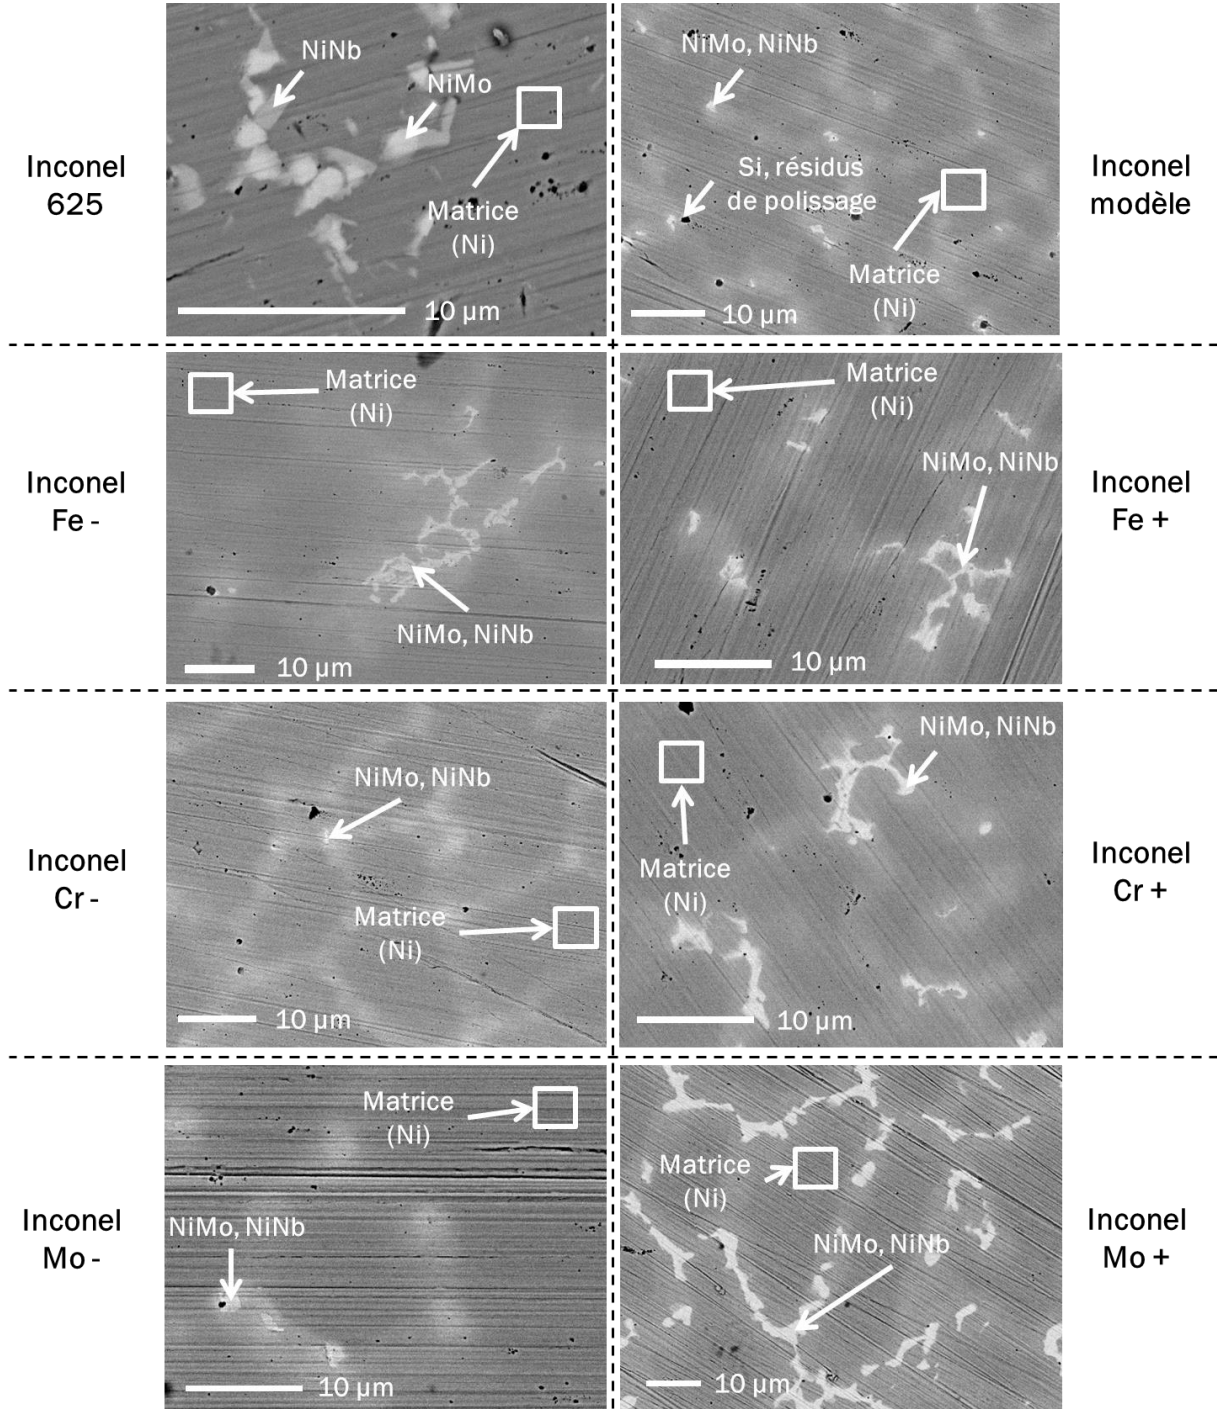 Inconel
625
NiNb
NiMo
Matrice
(Ni)
10 µm
NiMo, NiNb
Si, résidus
de polissage
Matrice
(Ni)
10 µm
Inconel
modèle
Inconel
Fe -
Matrice
(Ni)
NiMo, NiNb
10 µm
Matrice
(Ni)
NiMo, NiNb
10 µm
Inconel
Fe +
Inconel
Cr -
NiMo, NiNb
Matrice
(Ni)
10 µm
NiMo, NiNb
Matrice
(Ni)
10 µm
Inconel
Cr +
Inconel
Mo -
Matrice
(Ni)
NiMo, NiNb
10 µm
Matrice
(Ni)
NiMo, NiNb
10 µm
Inconel
Mo +